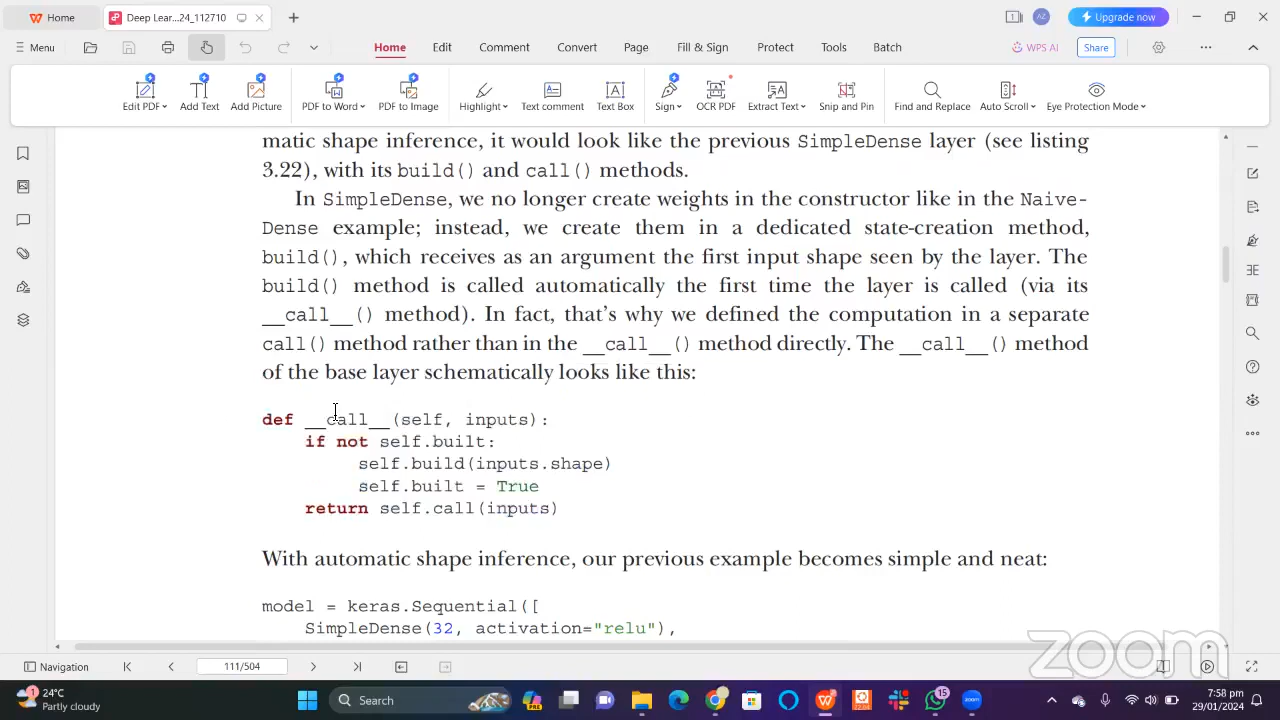 Home
Deep Lear...24_112710
AZ
Upgrade now
Menu
Home
Edit
Comment
Convert
Page
Fill & Sign
Protect
Tools
Batch
WPS AI
Share
Edit PDF
Add Text
Add Picture
PDF to Word
PDF to Image
Highlight
Text comment
Text Box
Sign
OCR PDF
Extract Text
Snip and Pin
Find and Replace
Auto Scroll
Eye Protection Mode
matic shape inference, it would look like the previous SimpleDense layer (see listing
3.22), with its build() and call() methods.
In SimpleDense, we no longer create weights in the constructor like in the Naive-
Dense example; instead, we create them in a dedicated state-creation method,
build(), which receives as an argument the first input shape seen by the layer. The
build() method is called automatically the first time the layer is called (via its
__call__() method). In fact, that's why we defined the computation in a separate
call() method rather than in the __call__() method directly. The __call__() method
of the base layer schematically looks like this:
def __call__(self, inputs):
if not self.built:
self.build(inputs.shape)
self.built = True
return self.call(inputs)
With automatic shape inference, our previous example becomes simple and neat:
model = keras.Sequential([
SimpleDense(32, activation="relu"),
zoom
Navigation
111/504
24°C
Partly cloudy
Search
15
7:58 pm
29/01/2024